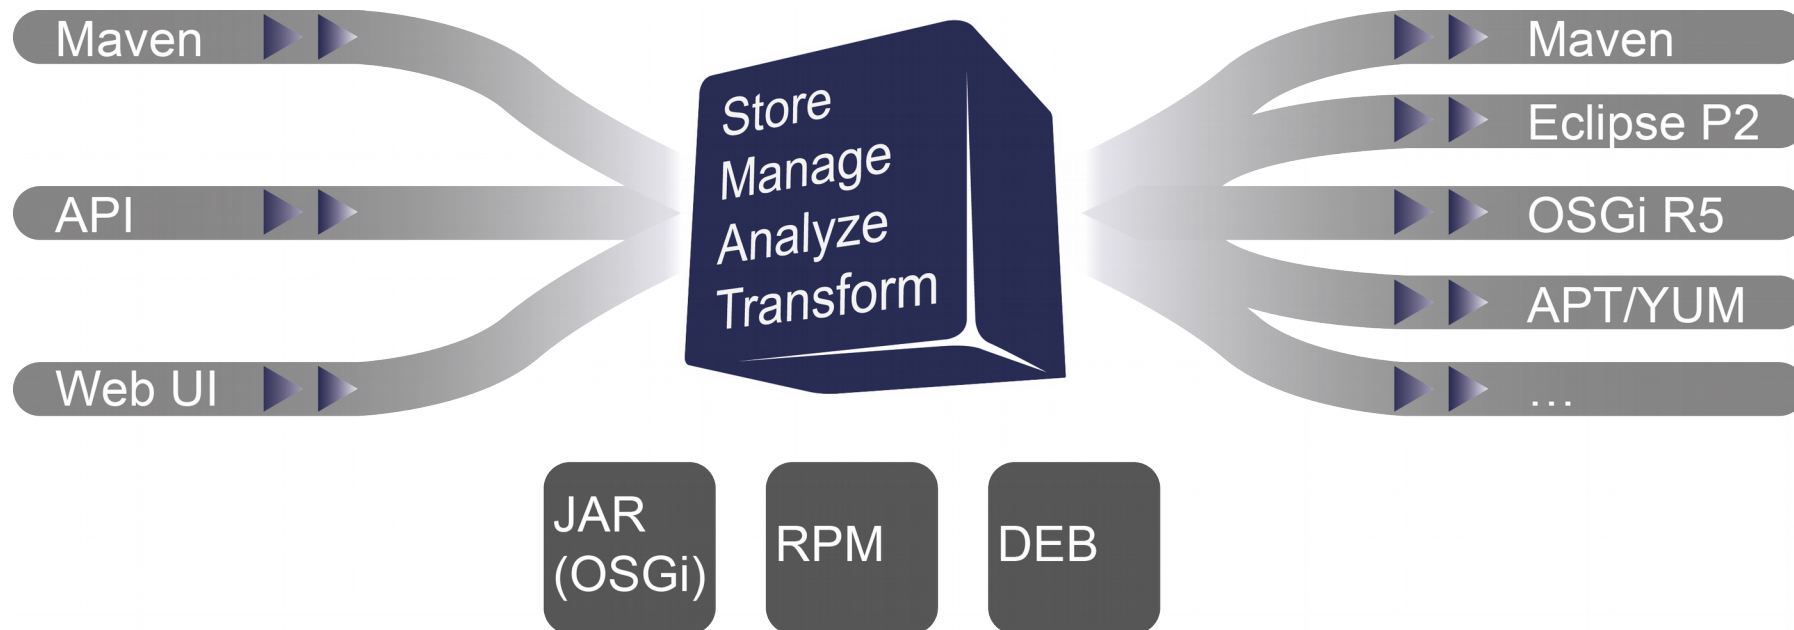 Maven
API
Web UI
Store
Manage
Analyze
Transform
Maven
Eclipse P2
OSGi R5
APT/YUM
...
JAR
(OSGi)
RPM
DEB